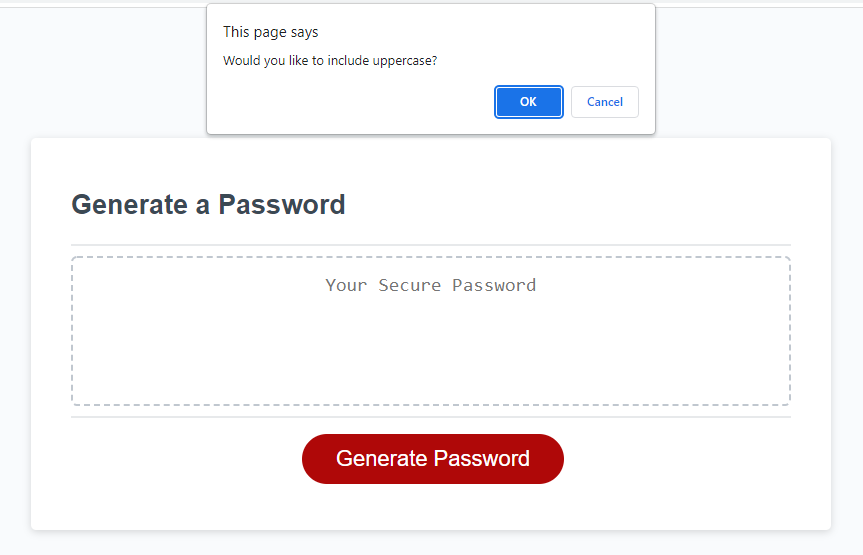 This page says
Would you like to include uppercase?
OK
Cancel
Generate a Password
Your Secure Password
Generate Password